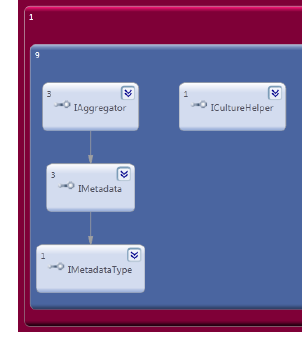 1
9
3
IAggregator
1
ICultureHelper
3
IMetadata
1
IMetadataType